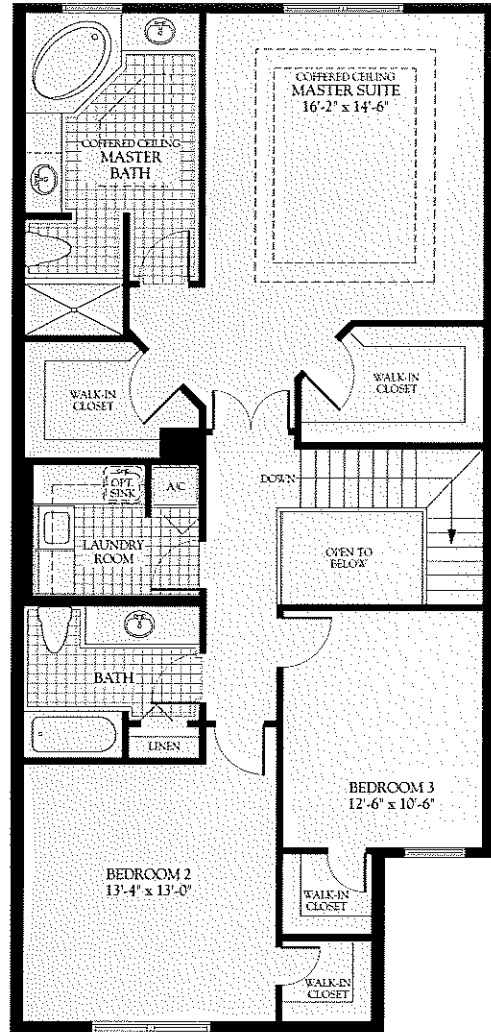 COFFERED CEILING
MASTER SUITE
16'-2" x 14'-6"
COFFERED CEILING
MASTER
BATH
WALK-IN
CLOSET
WALK-IN
CLOSET
OPT.
SINK
A/C
DOWN
LAUNDRY
ROOM
OPEN TO
BELOW
BATH
LINEN
BEDROOM 3
12'-6" x 10'-6"
BEDROOM 2
13'-4" x 13'-0"
WALK-IN
CLOSET
WALK-IN
CLOSET